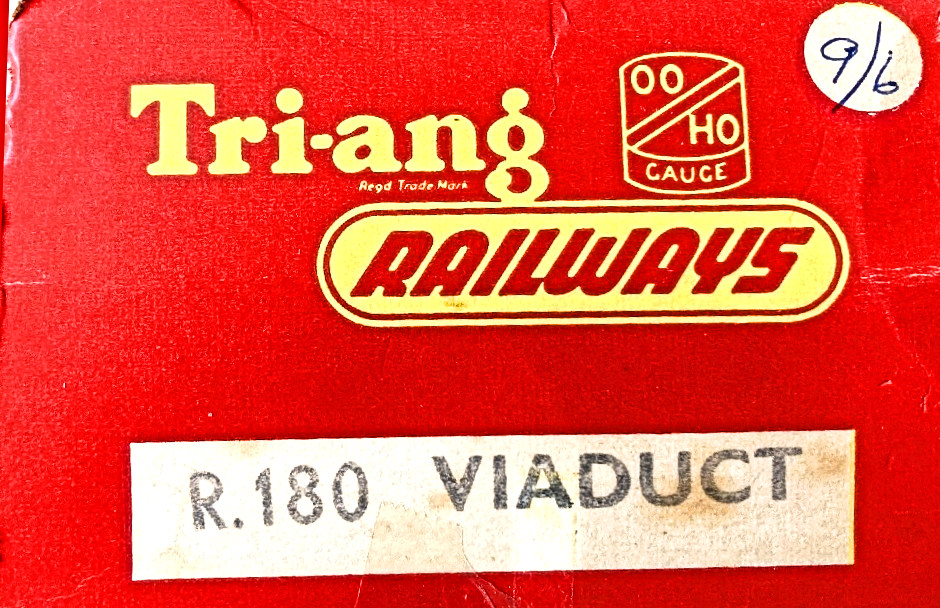 9/6
OO
HO
GAUGE
Tri-ang
Regd Trade Mark
RAILWAYS
R.180 VIADUCT